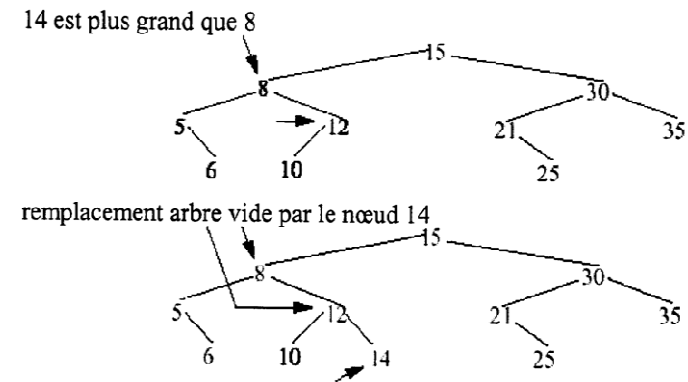 14 est plus grand que 8
15
8 30
5 12 21 35
6 10 25
remplacement arbre vide par le nœud 14
15
8 30
5 12 21 35
6 10 14 25